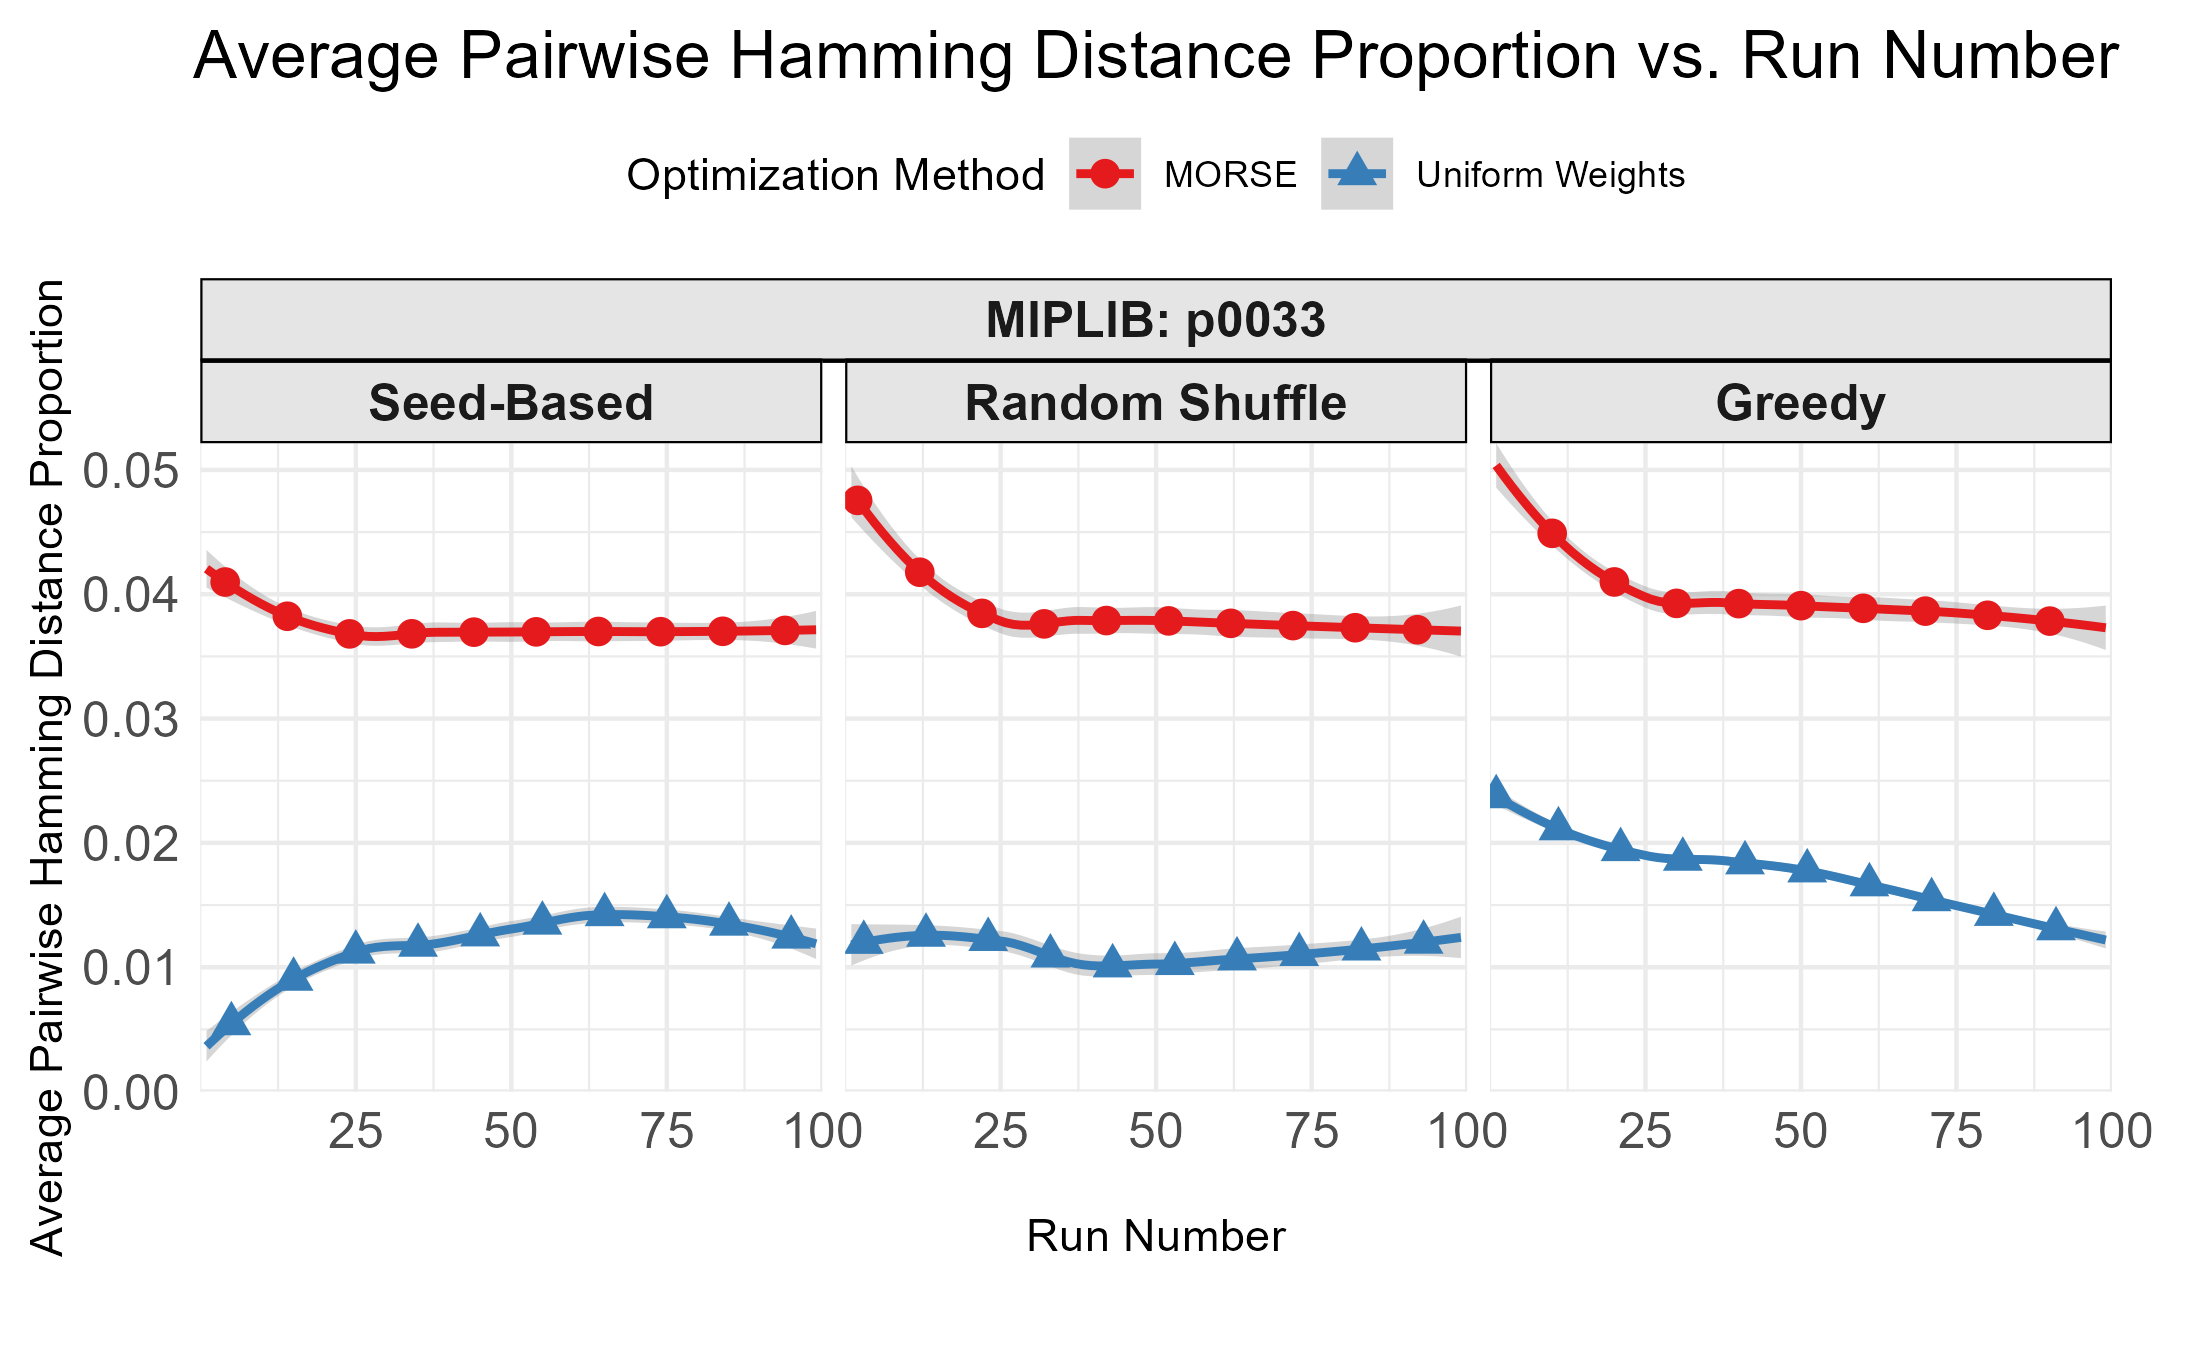 Average Pairwise Hamming Distance Proportion vs. Run Number
Optimization Method MORSE Uniform Weights
Average Pairwise Hamming Distance Proportion
MIPLIB: p0033
Seed-Based Random Shuffle Greedy
0.05
0.04
0.03
0.02
0.01
0.00
25 50 75 100 25 50 75 100 25 50 75 100
Run Number